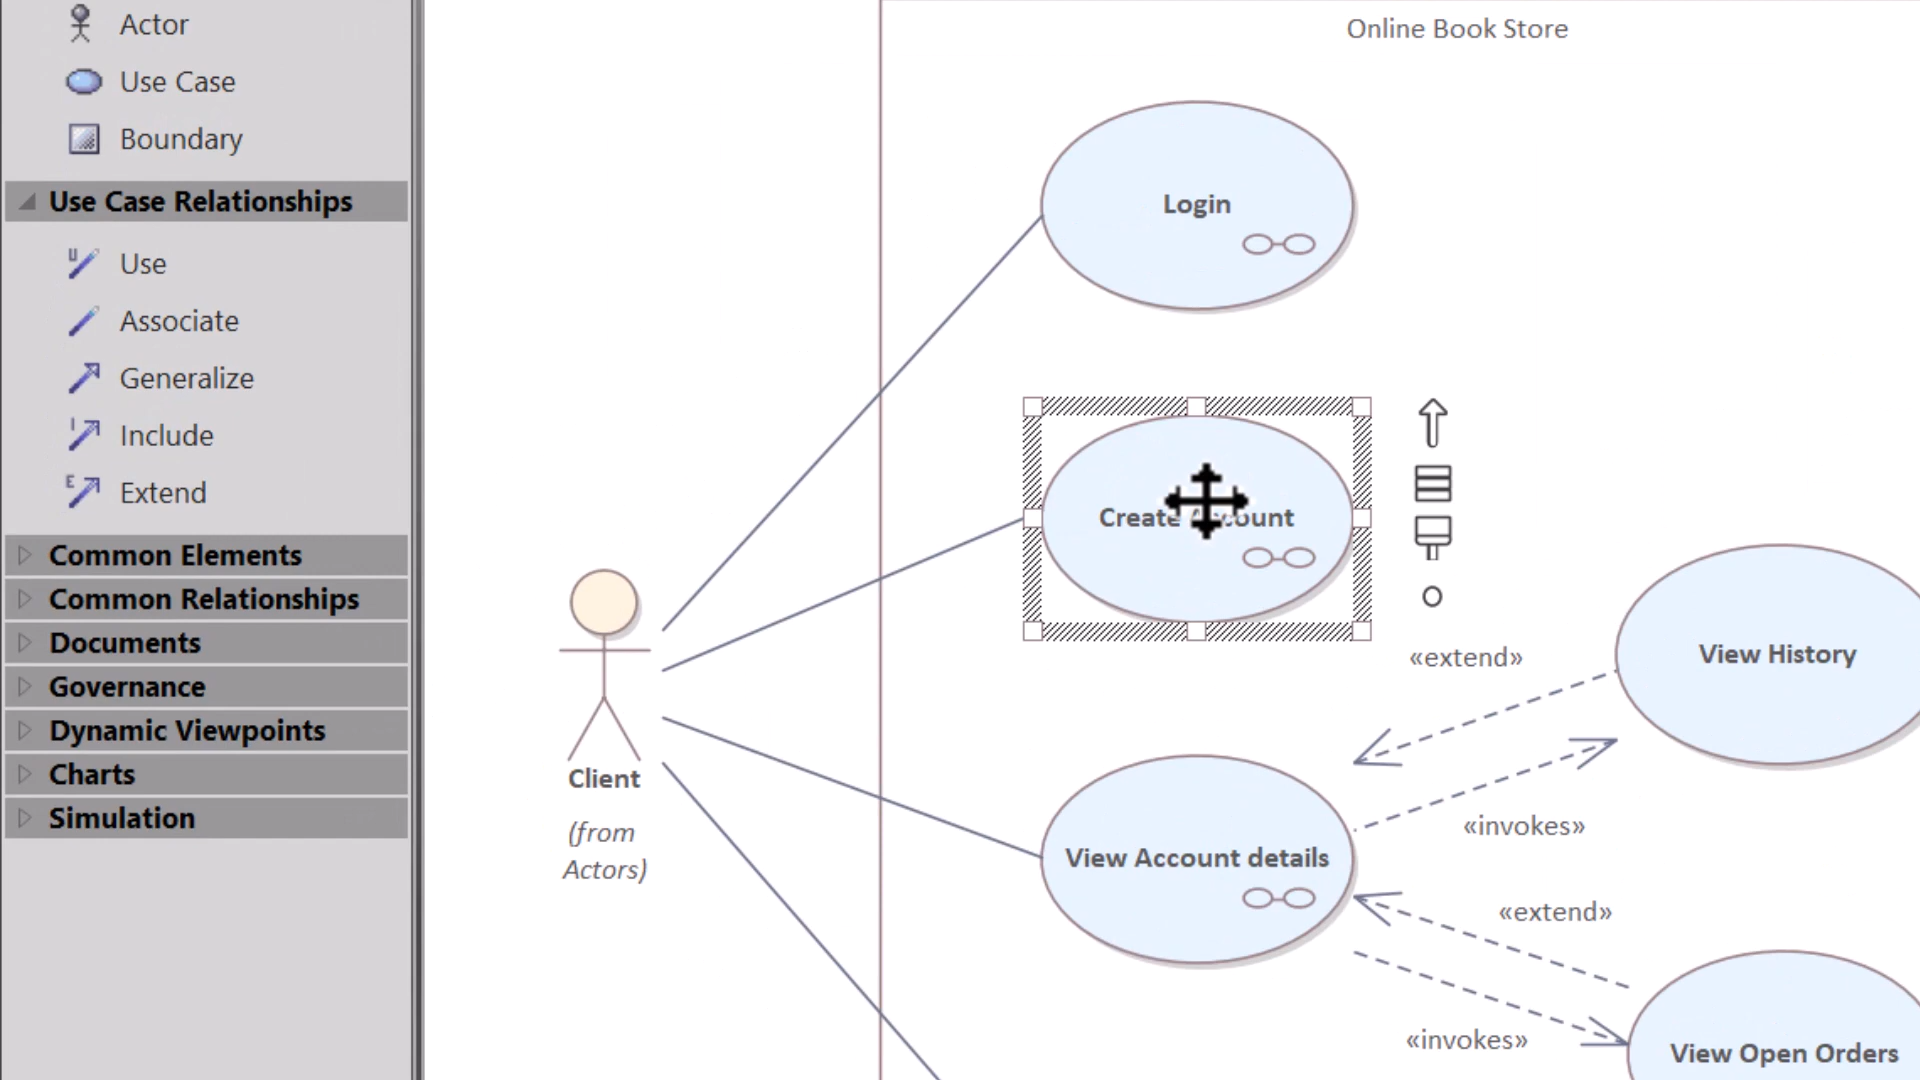 Actor
Use Case
Boundary
Use Case Relationships
Use
Associate
Generalize
Include
Extend
Common Elements
Common Relationships
Documents
Governance
Dynamic Viewpoints
Charts
Simulation
Online Book Store
Login
Create Account
«extend»
View History
Client
(from
Actors)
«invokes»
View Account details
«extend»
«invokes»
View Open Orders